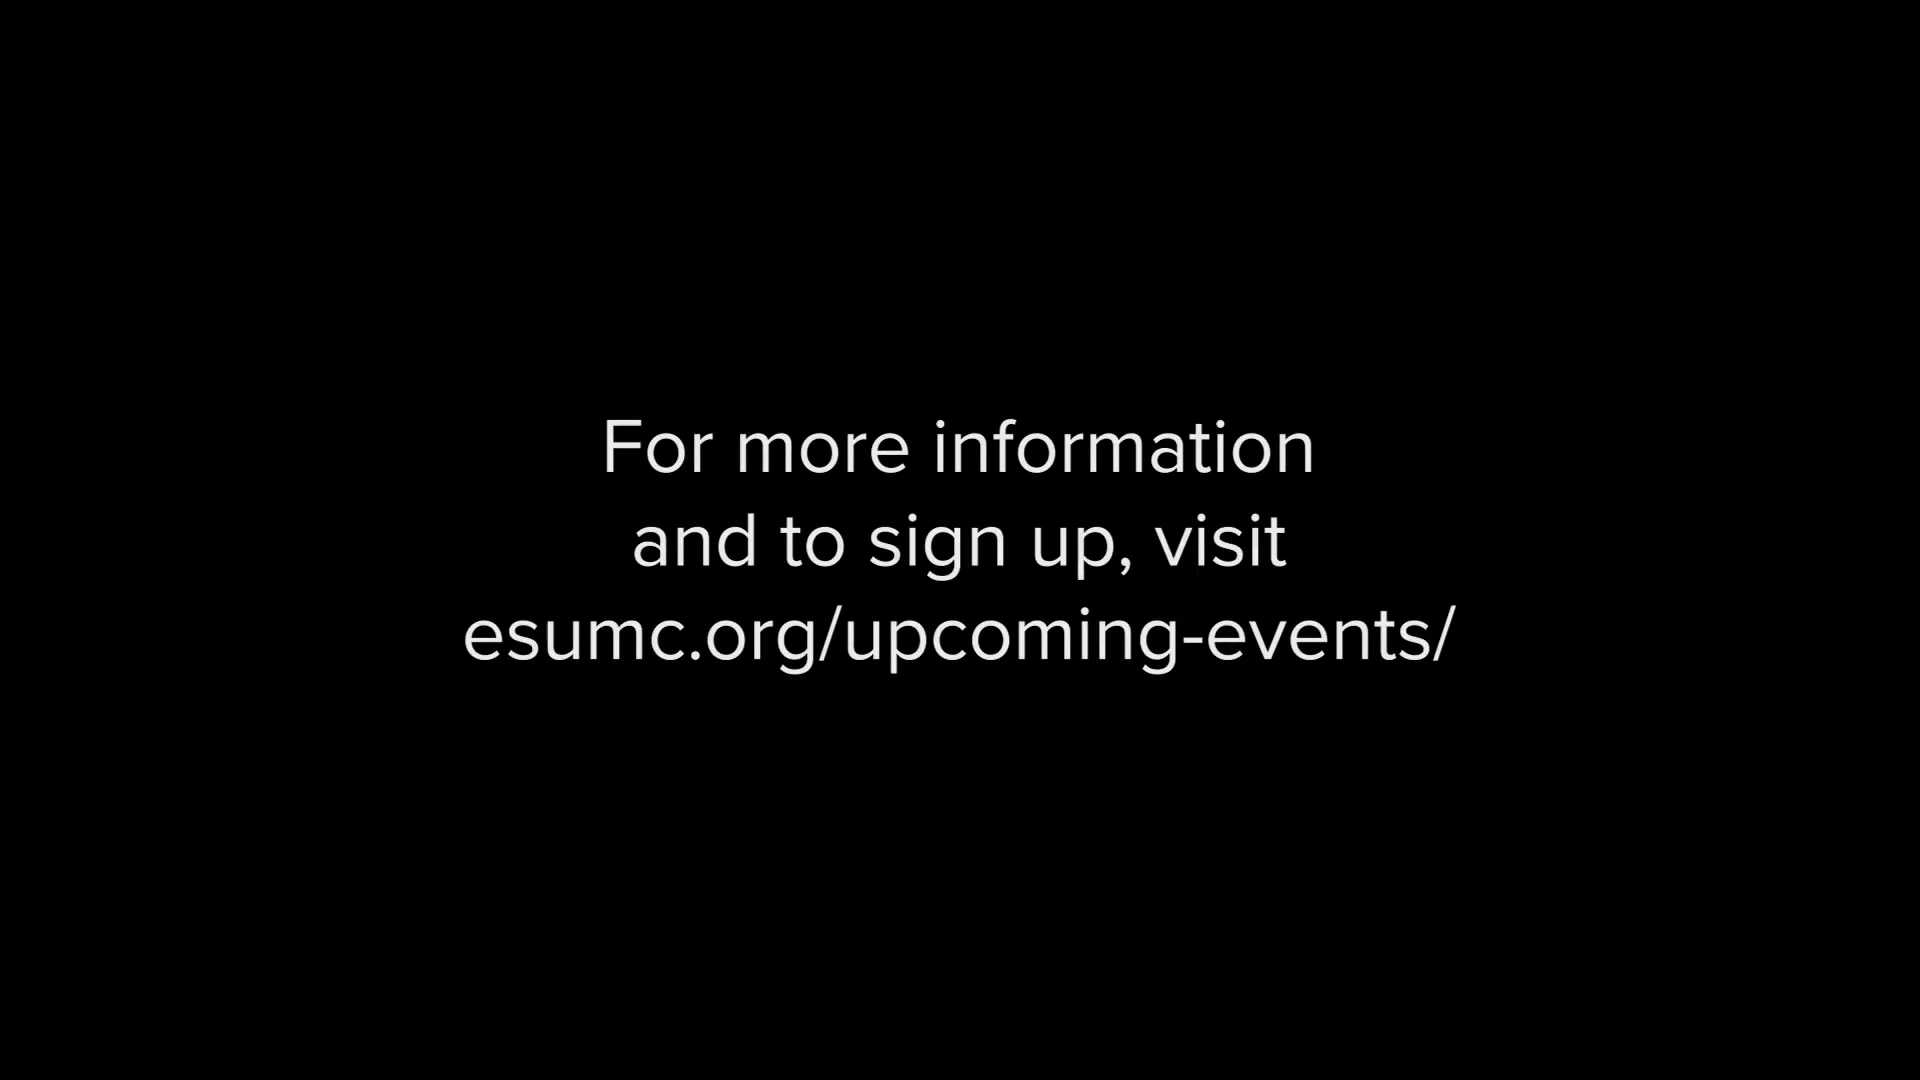 For more information
and to sign up, visit
esumc.org/upcoming-events/